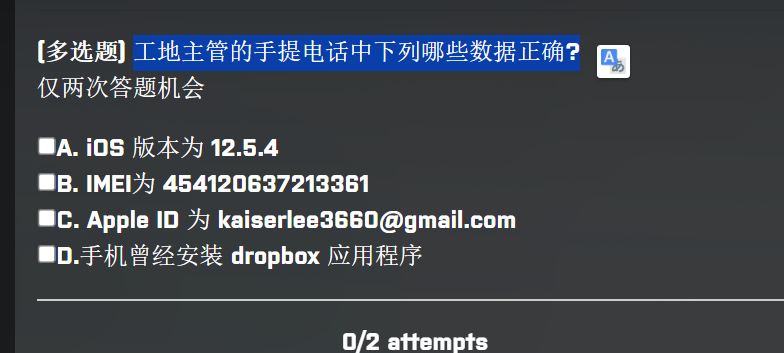 (多选题) 工地主管的手提电话中下列哪些数据正确?
仅两次答题机会
A. iOS 版本为 12.5.4
B. IMEI为 454120637213361
C. Apple ID 为 kaiserlee3660@gmail.com
D.手机曾经安装 dropbox 应用程序
0/2 attempts